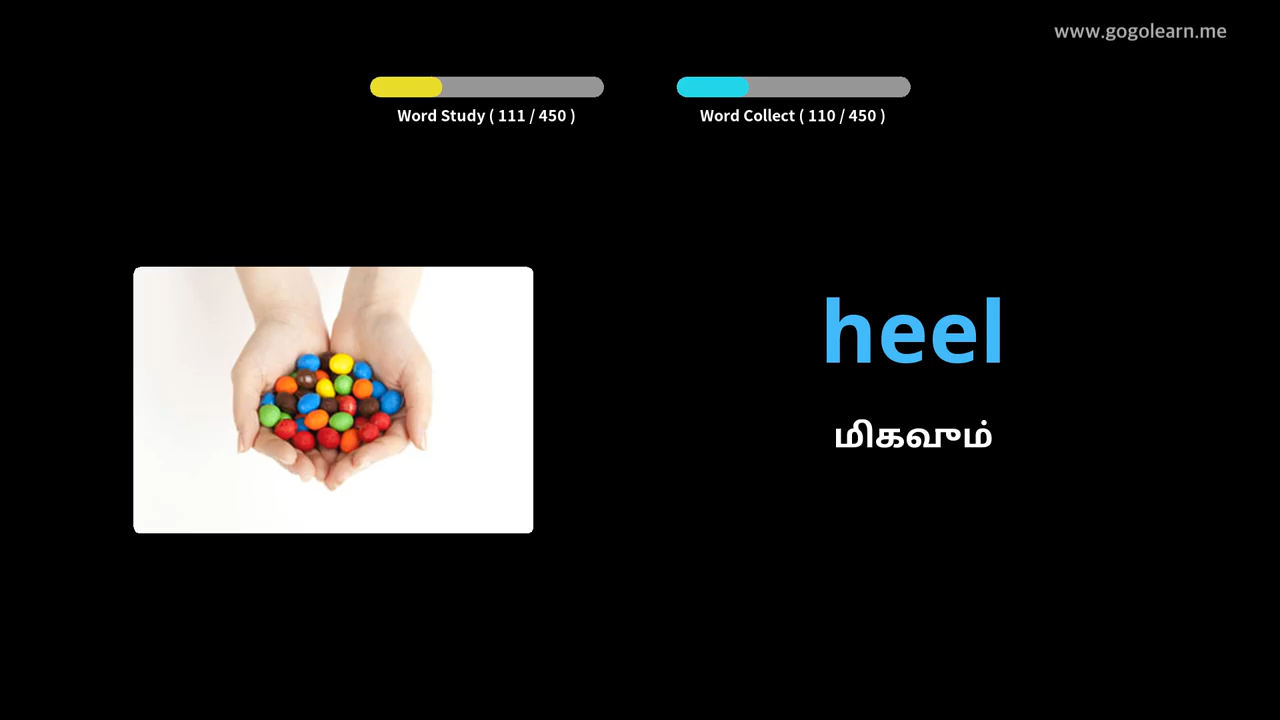 www.gogolearn.me
Word Study ( 111 / 450 )
Word Collect ( 110 / 450 )
heel
மிகவும்